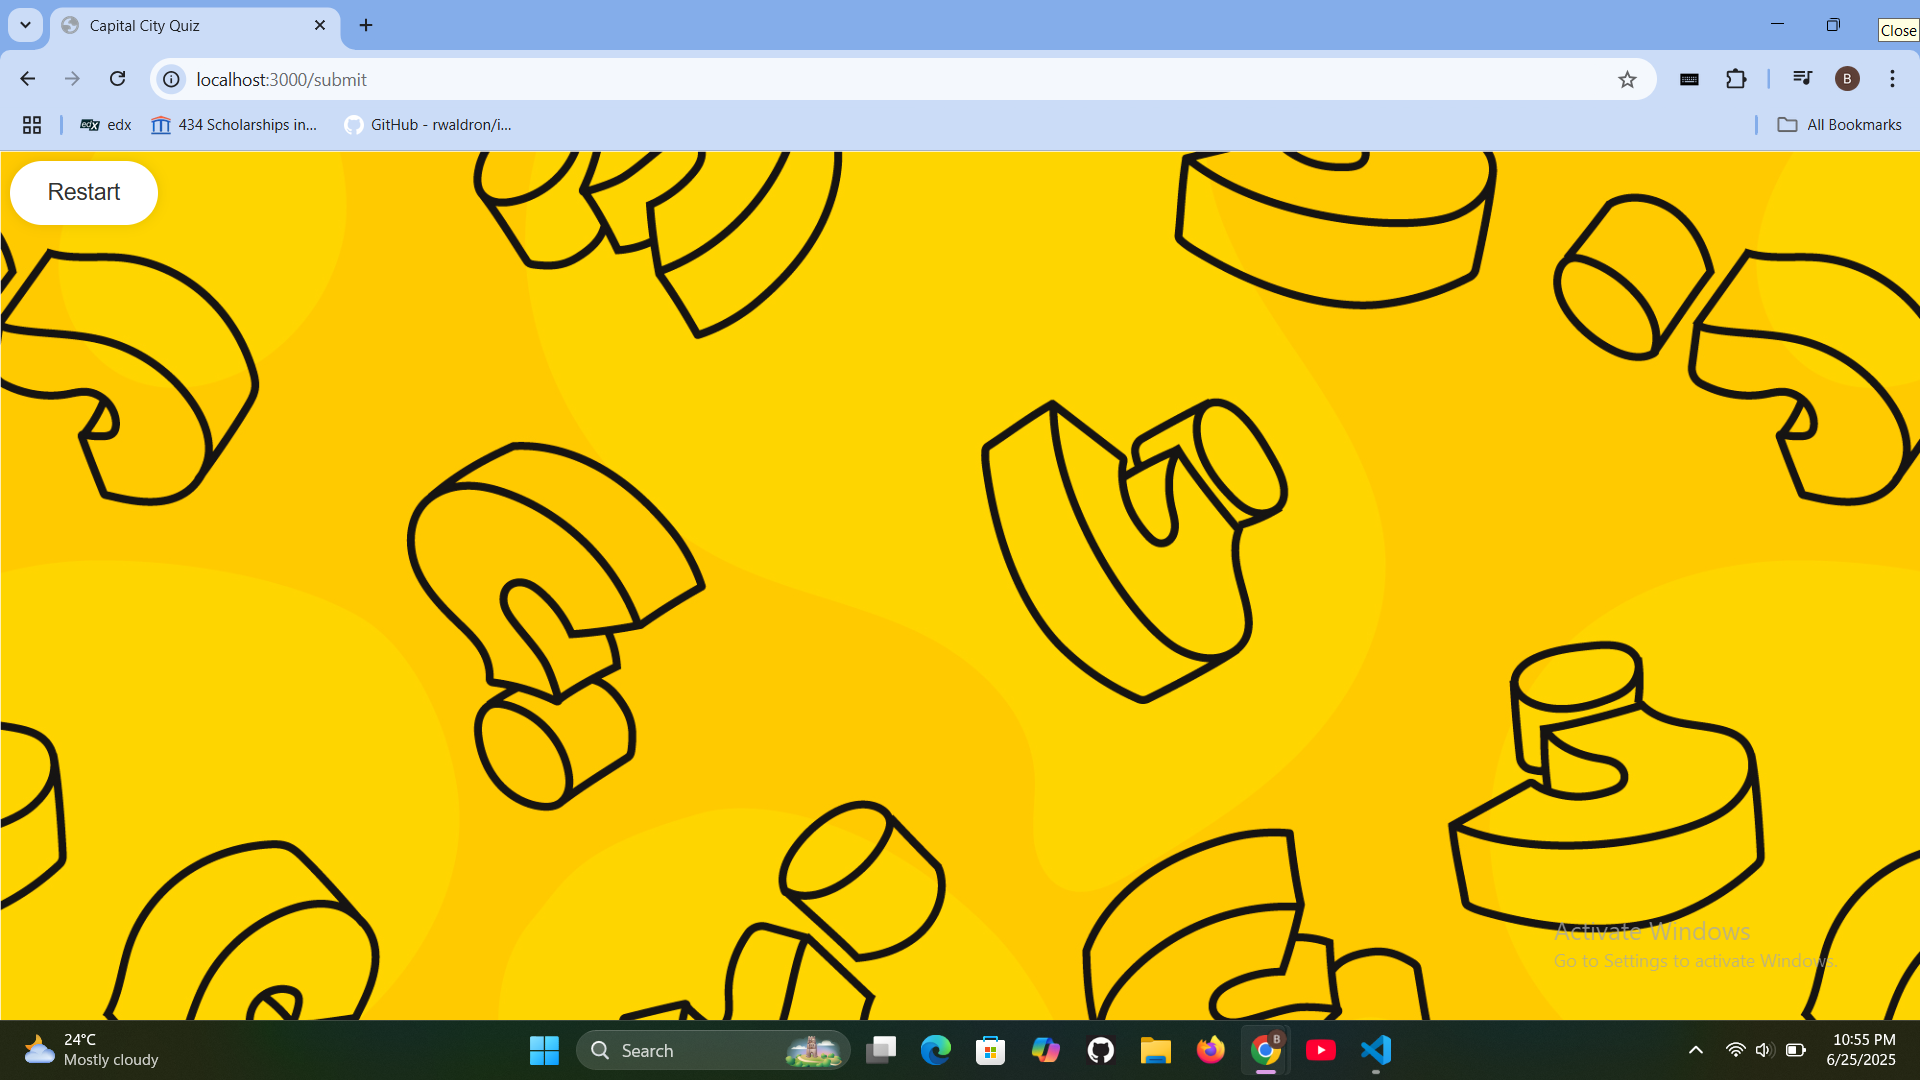 Capital City Quiz
Close
localhost:3000/submit
B
edx
434 Scholarships in...
GitHub - rwaldron/i...
All Bookmarks
Restart
Activate Windows
Go to Settings to activate Windows.
24°C
Mostly cloudy
Search
B
10:55 PM
6/25/2025